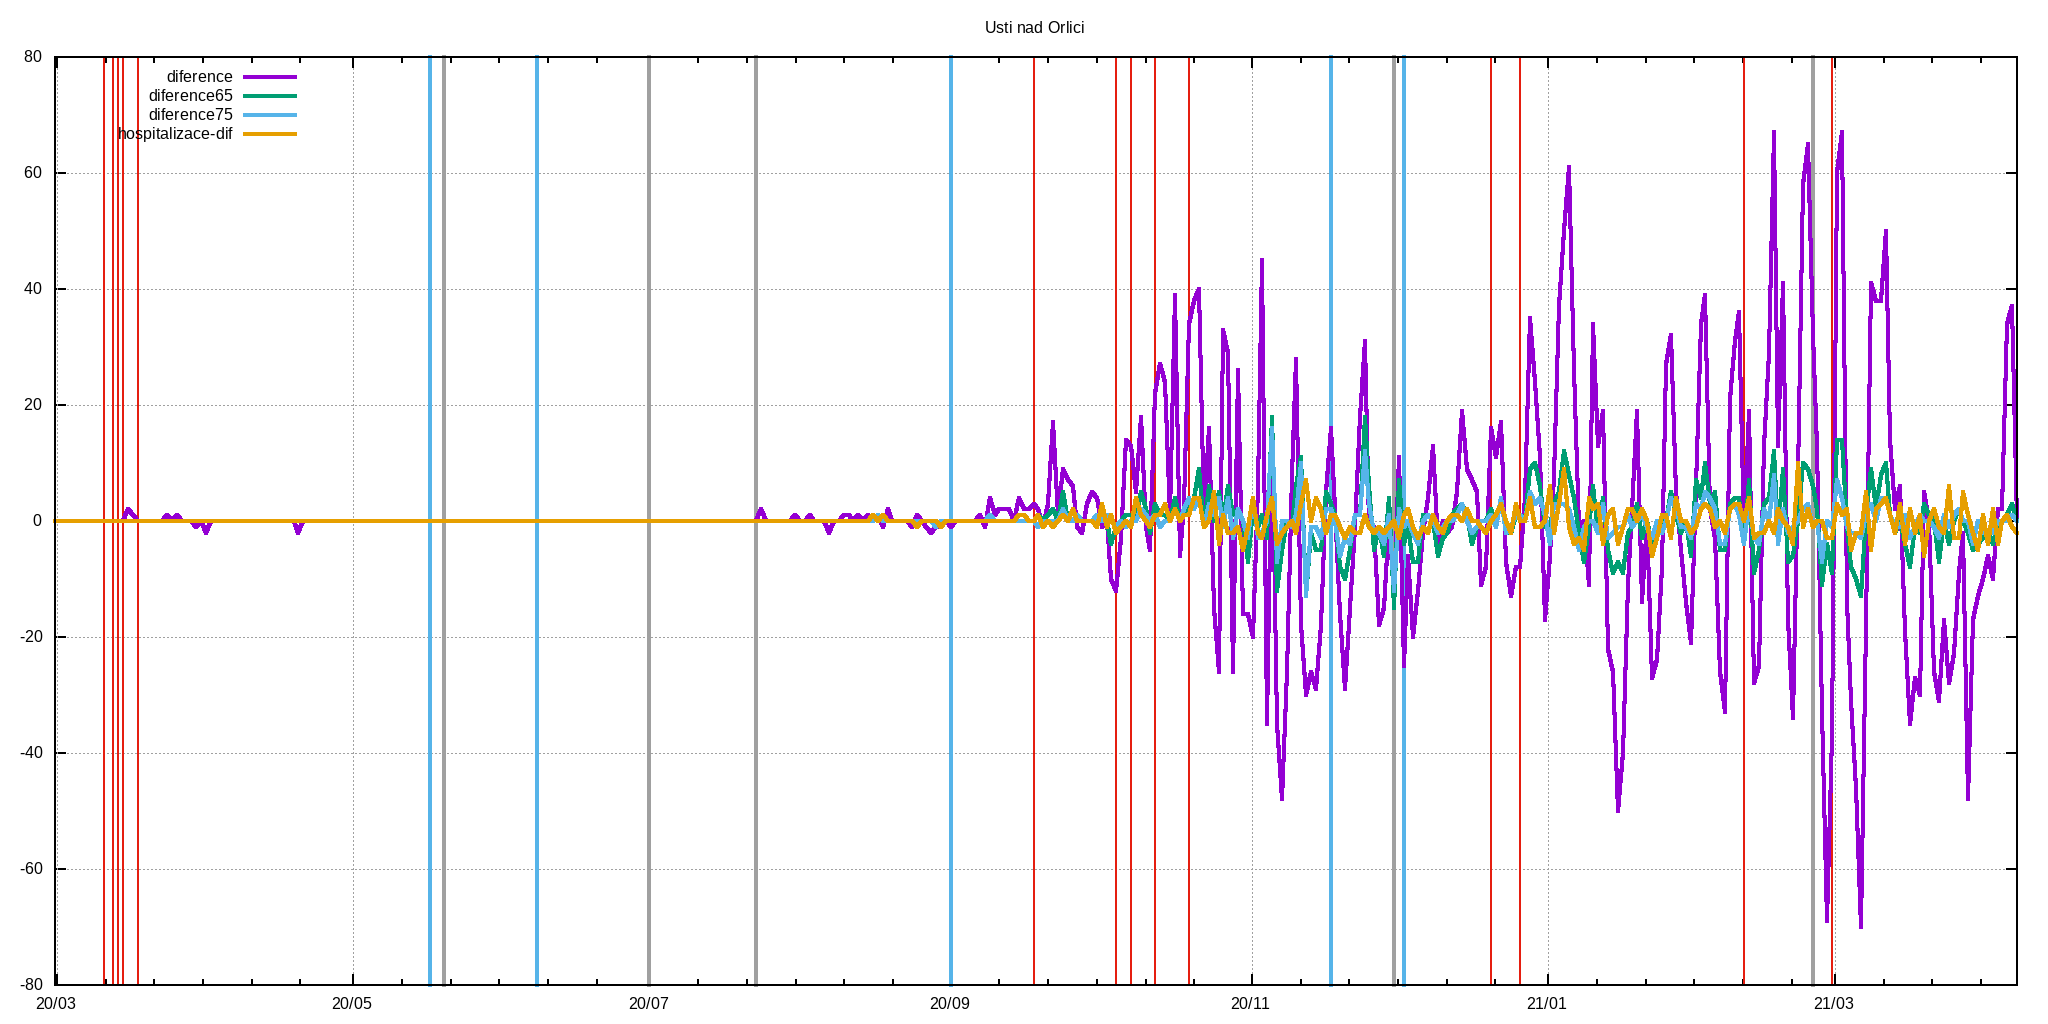 Usti nad Orlici
80
60
40
20
0
-20
-40
-60
-80
diference
diference65
diference75
hospitalizace-dif
20/03 20/05 20/07 20/09 20/11 21/01 21/03